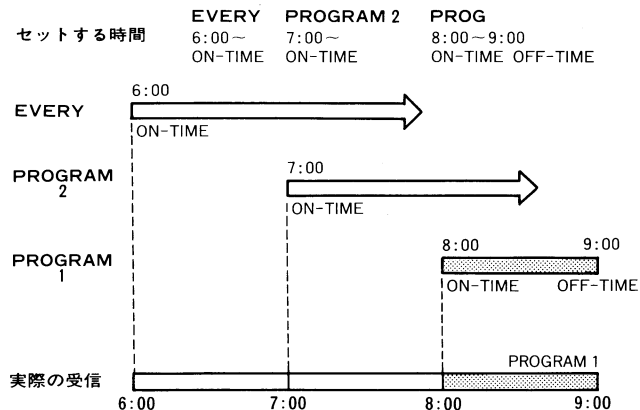 EVERY PROGRAM 2 PROG
セットする時間 6:00〜 7:00〜 8:00〜9:00
ON-TIME ON-TIME ON-TIME OFF-TIME
6:00
EVERY
ON-TIME
7:00
PROGRAM
2
ON-TIME
8:00 9:00
PROGRAM
1
ON-TIME OFF-TIME
PROGRAM 1
実際の受信
6:00 7:00 8:00 9:00